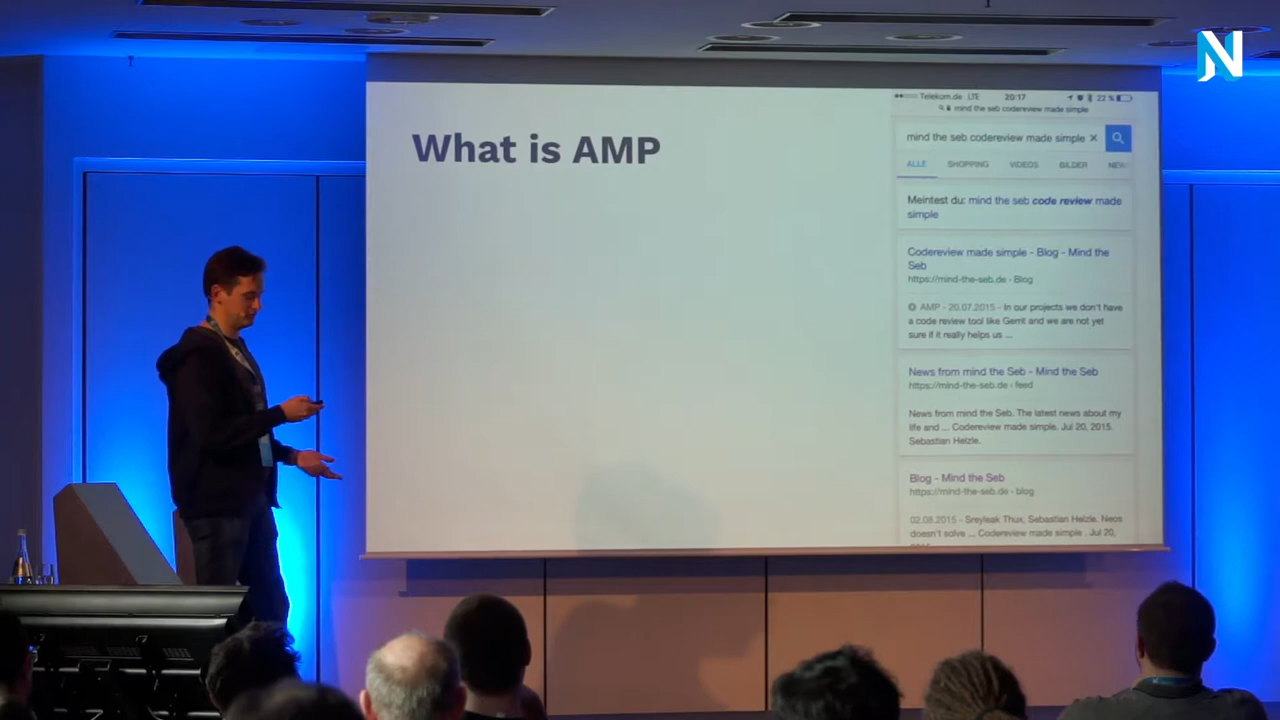 N
What is AMP
Telekom.de LTE 20:17 22 %
mind the seb codereview made simple
mind the seb codereview made simple ✕
ALLE SHOPPING VIDEOS BILDER NEW
Meintest du: mind the seb code review made
simple
Codereview made simple - Blog - Mind the
Seb
https://mind-the-seb.de › Blog
AMP - 20.07.2015 - In our projects we don't have
a code review tool like Gerrit and we are not yet
sure if it really helps us ...
News from mind the Seb - Mind the Seb
https://mind-the-seb.de › feed
News from mind the Seb. The latest news about my
life and ... Codereview made simple. Jul 20, 2015.
Sebastian Helzle.
Blog - Mind the Seb
https://mind-the-seb.de › blog
02.08.2015 - Sreyleak Thux, Sebastian Helzle. Neos
doesn't solve ... Codereview made simple . Jul 20,